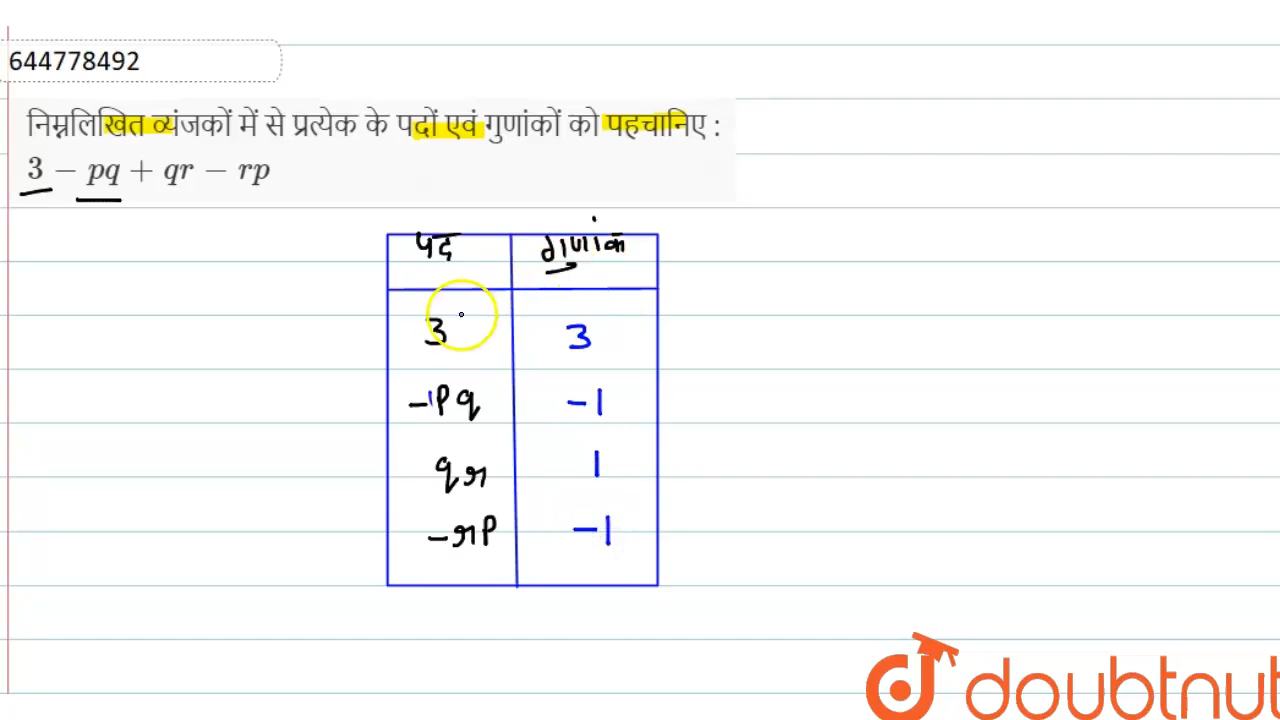 644778492
निम्नलिखित व्यंजकों में से प्रत्येक के पदों एवं गुणांकों को पहचानिए :
3 − pq + qr − rp
पद गुणांक
3 3
−1pq −1
qr 1
−rp −1
doubtnut